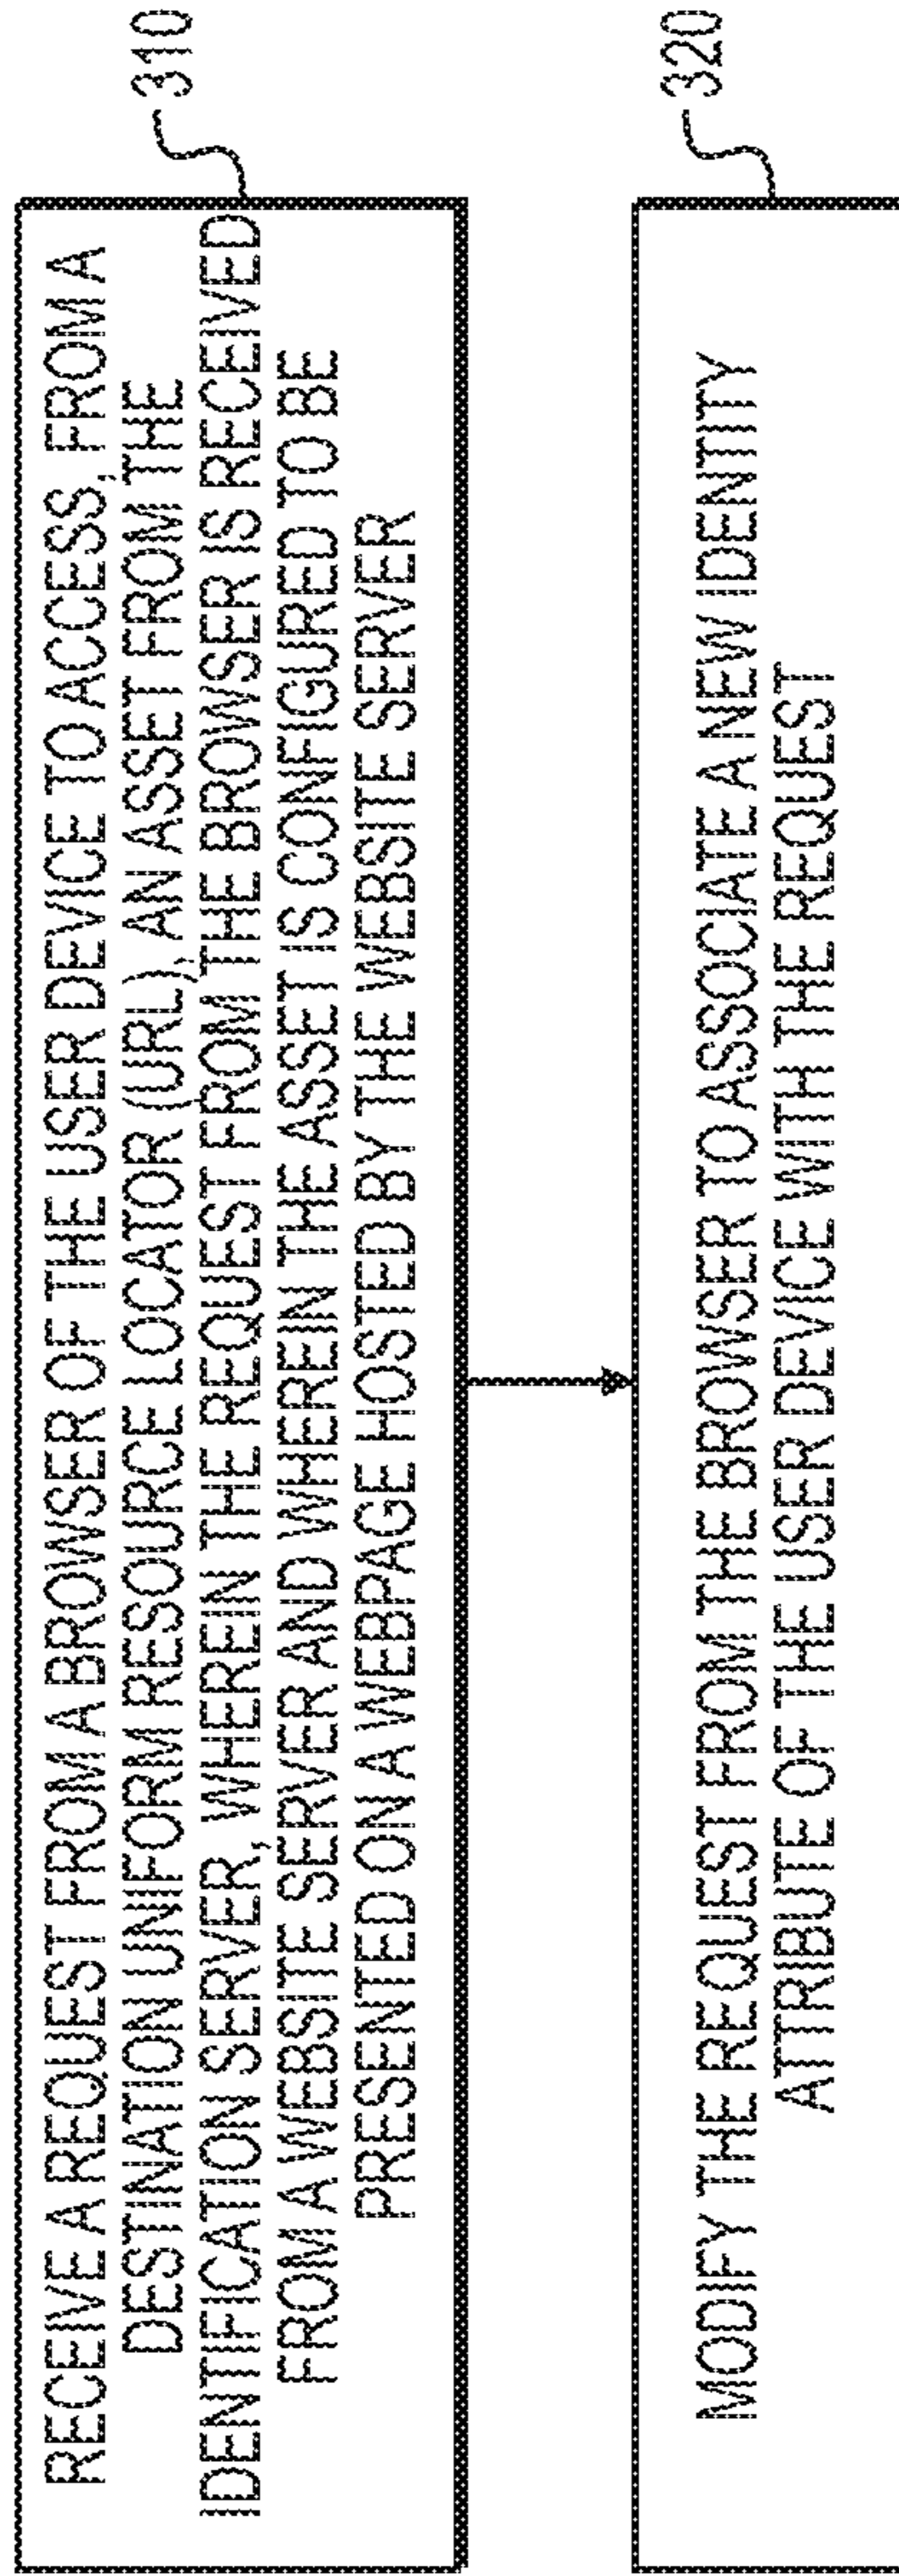 RECEIVE A REQUEST FROM A BROWSER OF THE USER DEVICE TO ACCESS, FROM A
DESTINATION UNIFORM RESOURCE LOCATOR (URL), AN ASSET FROM THE
IDENTIFICATION SERVER, WHEREIN THE REQUEST FROM THE BROWSER IS RECEIVED
FROM A WEBSITE SERVER AND WHEREIN THE ASSET IS CONFIGURED TO BE
PRESENTED ON A WEBPAGE HOSTED BY THE WEBSITE SERVER
310
MODIFY THE REQUEST FROM THE BROWSER TO ASSOCIATE A NEW IDENTITY
ATTRIBUTE OF THE USER DEVICE WITH THE REQUEST
320